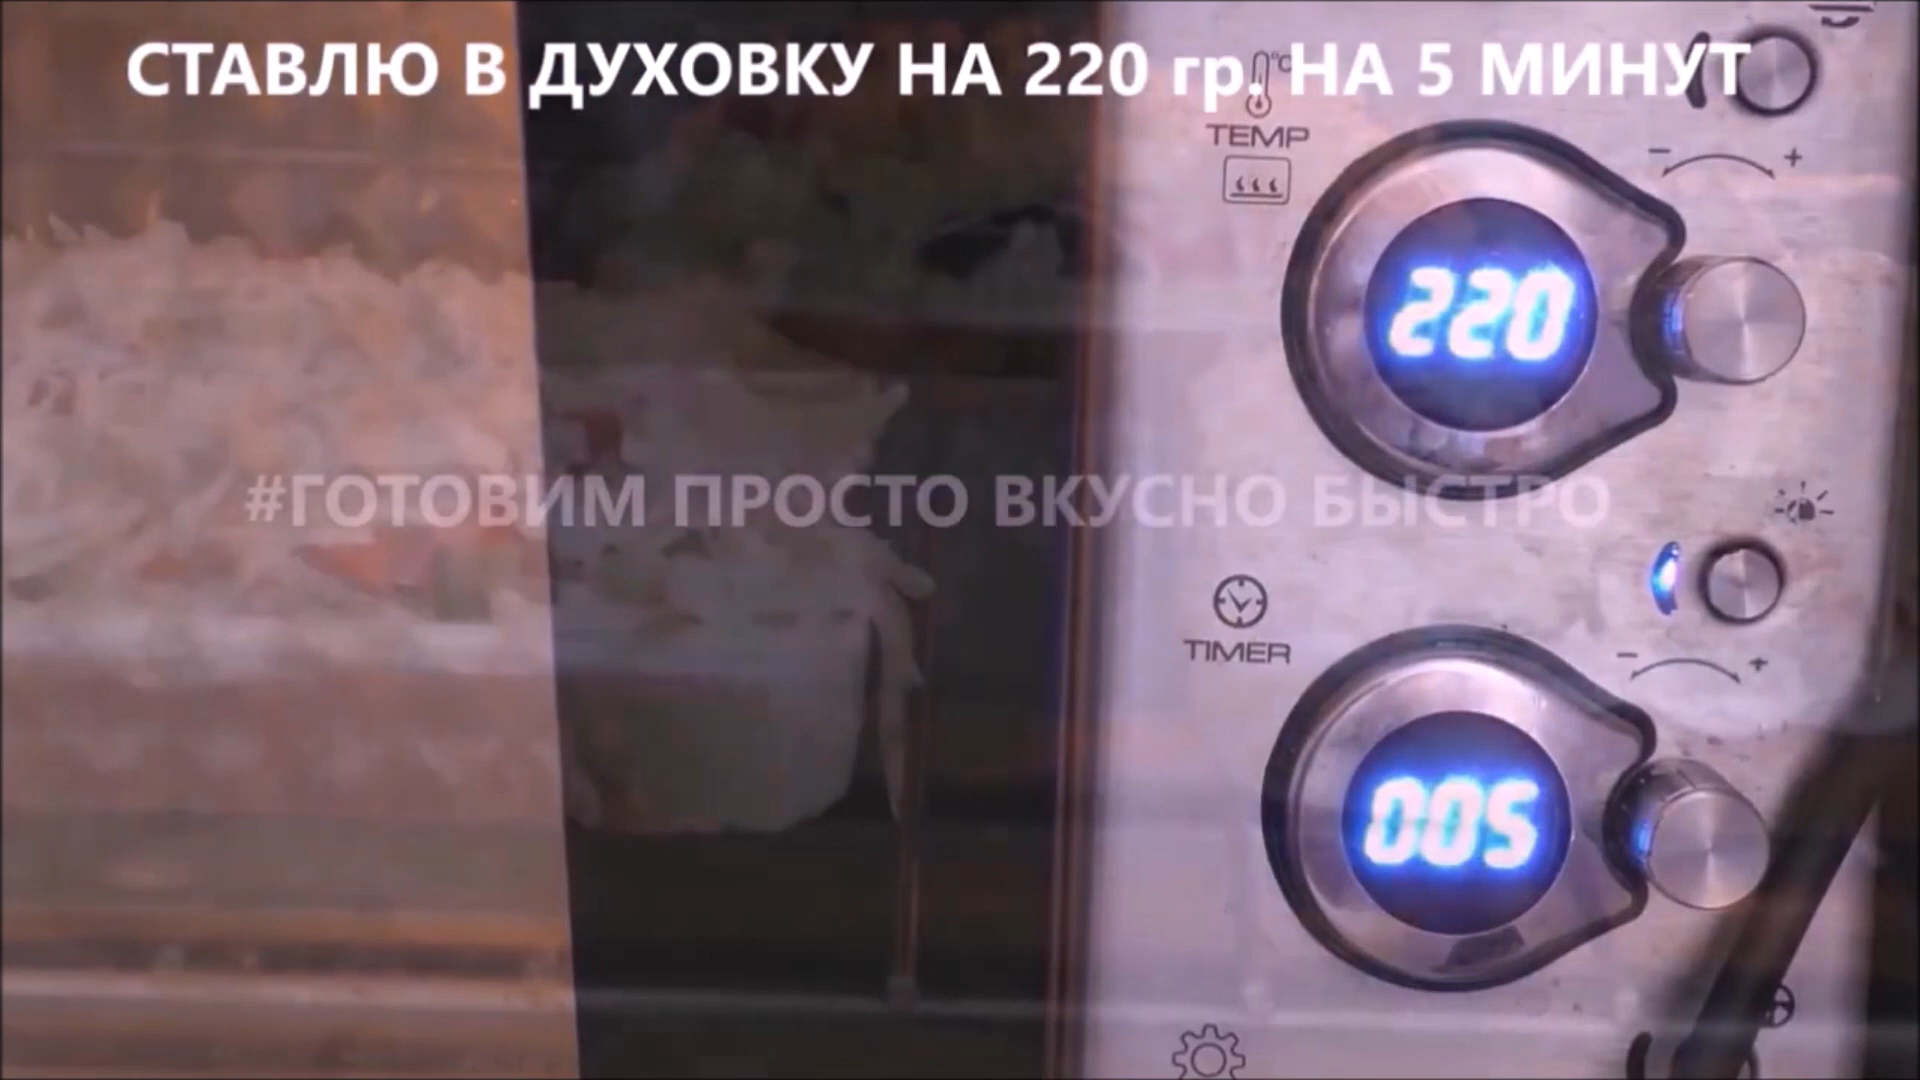 СТАВЛЮ В ДУХОВКУ НА 220 гр. НА 5 МИНУТ
°C
TEMP
- +
220
#ГОТОВИМ ПРОСТО ВКУСНО БЫСТРО
TIMER
- +
005